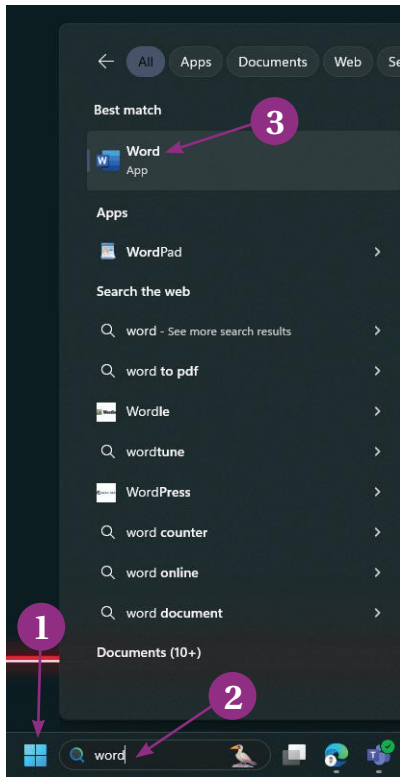 All Apps Documents Web Se
Best match
3
Word
App
Apps
WordPad
Search the web
word - See more search results
word to pdf
Wordle
wordtune
WordPress
word counter
word online
word document
1
Documents (10+)
2
word